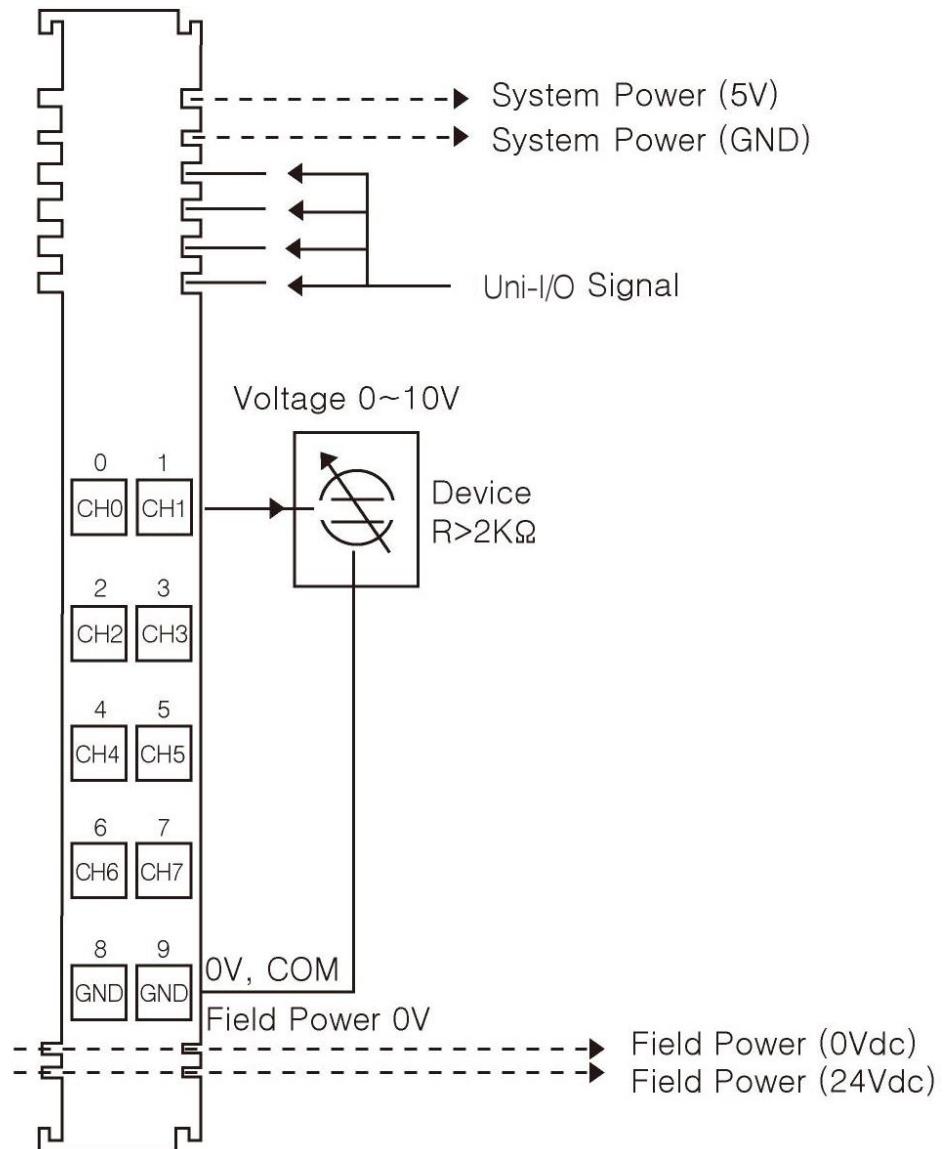 System Power (5V)
System Power (GND)
Uni-I/O Signal
Voltage 0~10V
Device
R>2KΩ
0 1
CH0 CH1
2 3
CH2 CH3
4 5
CH4 CH5
6 7
CH6 CH7
8 9
GND GND
0V, COM
Field Power 0V
Field Power (0Vdc)
Field Power (24Vdc)